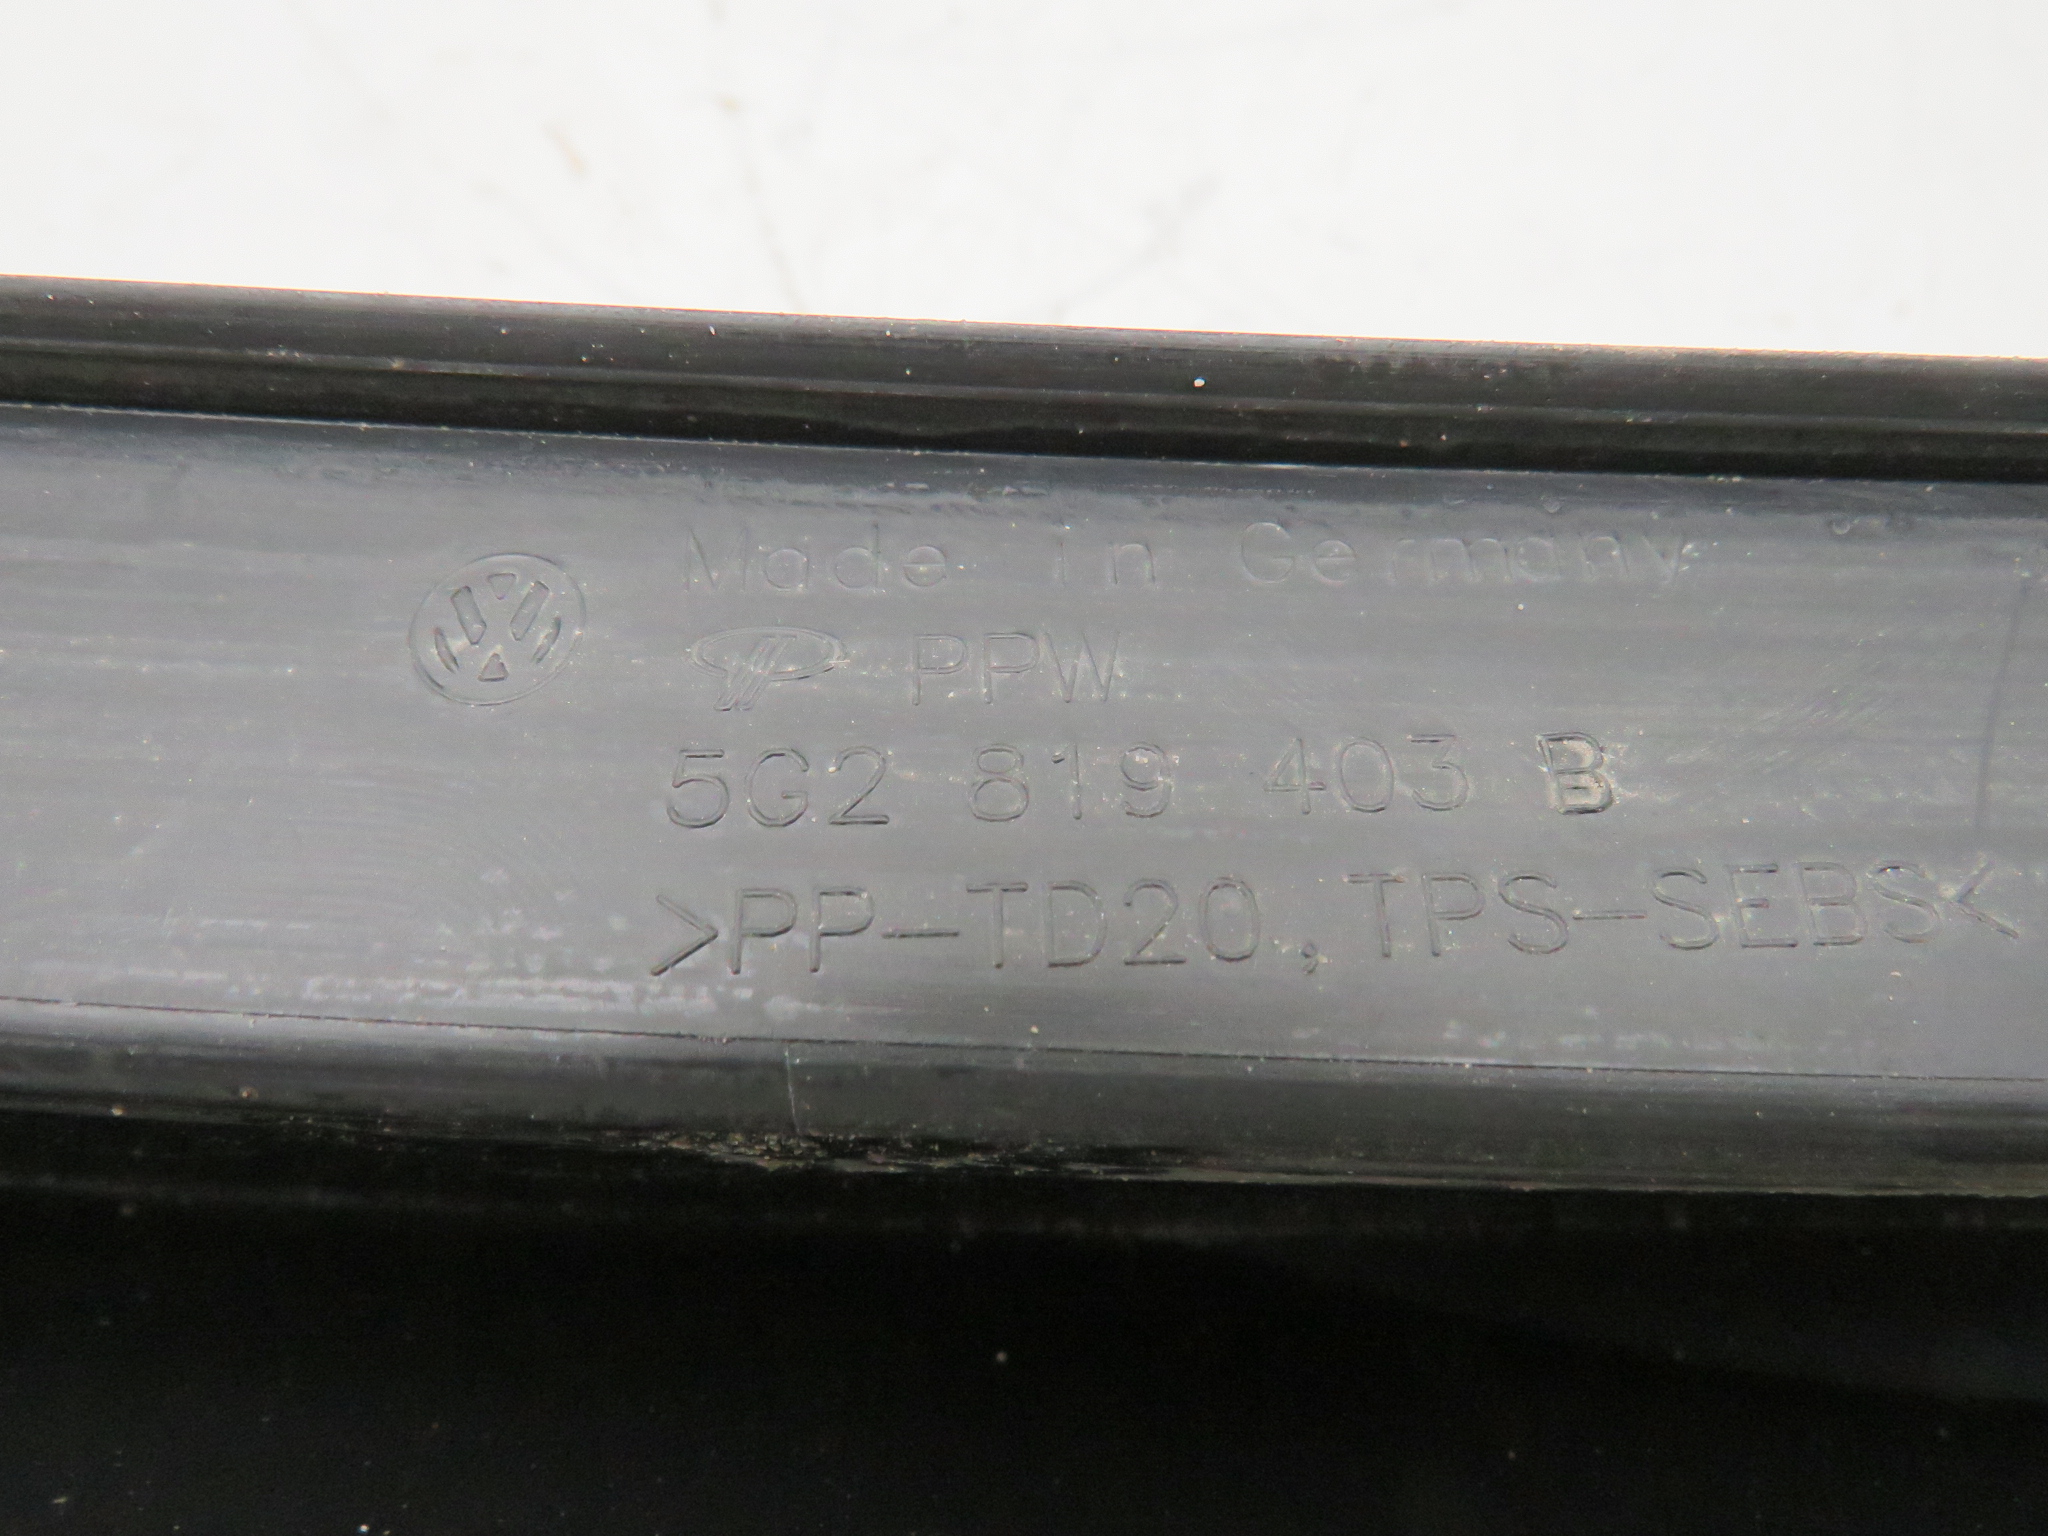 Made in Germany
PPW
5G2 819 403 B
>PP-TD20,TPS-SEBS<